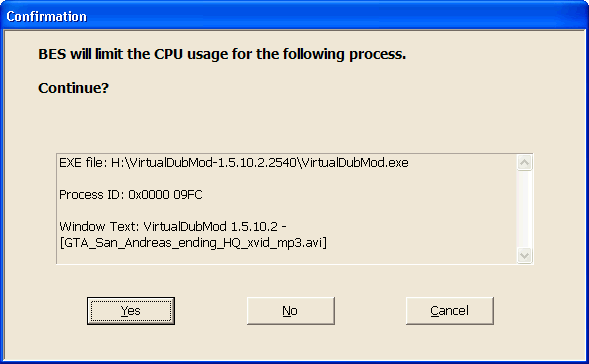 Confirmation
BES will limit the CPU usage for the following process.
Continue?
EXE file: H:\VirtualDubMod-1.5.10.2.2540\VirtualDubMod.exe
Process ID: 0x0000 09FC
Window Text: VirtualDubMod 1.5.10.2 -
[GTA_San_Andreas_ending_HQ_xvid_mp3.avi]
Yes No Cancel